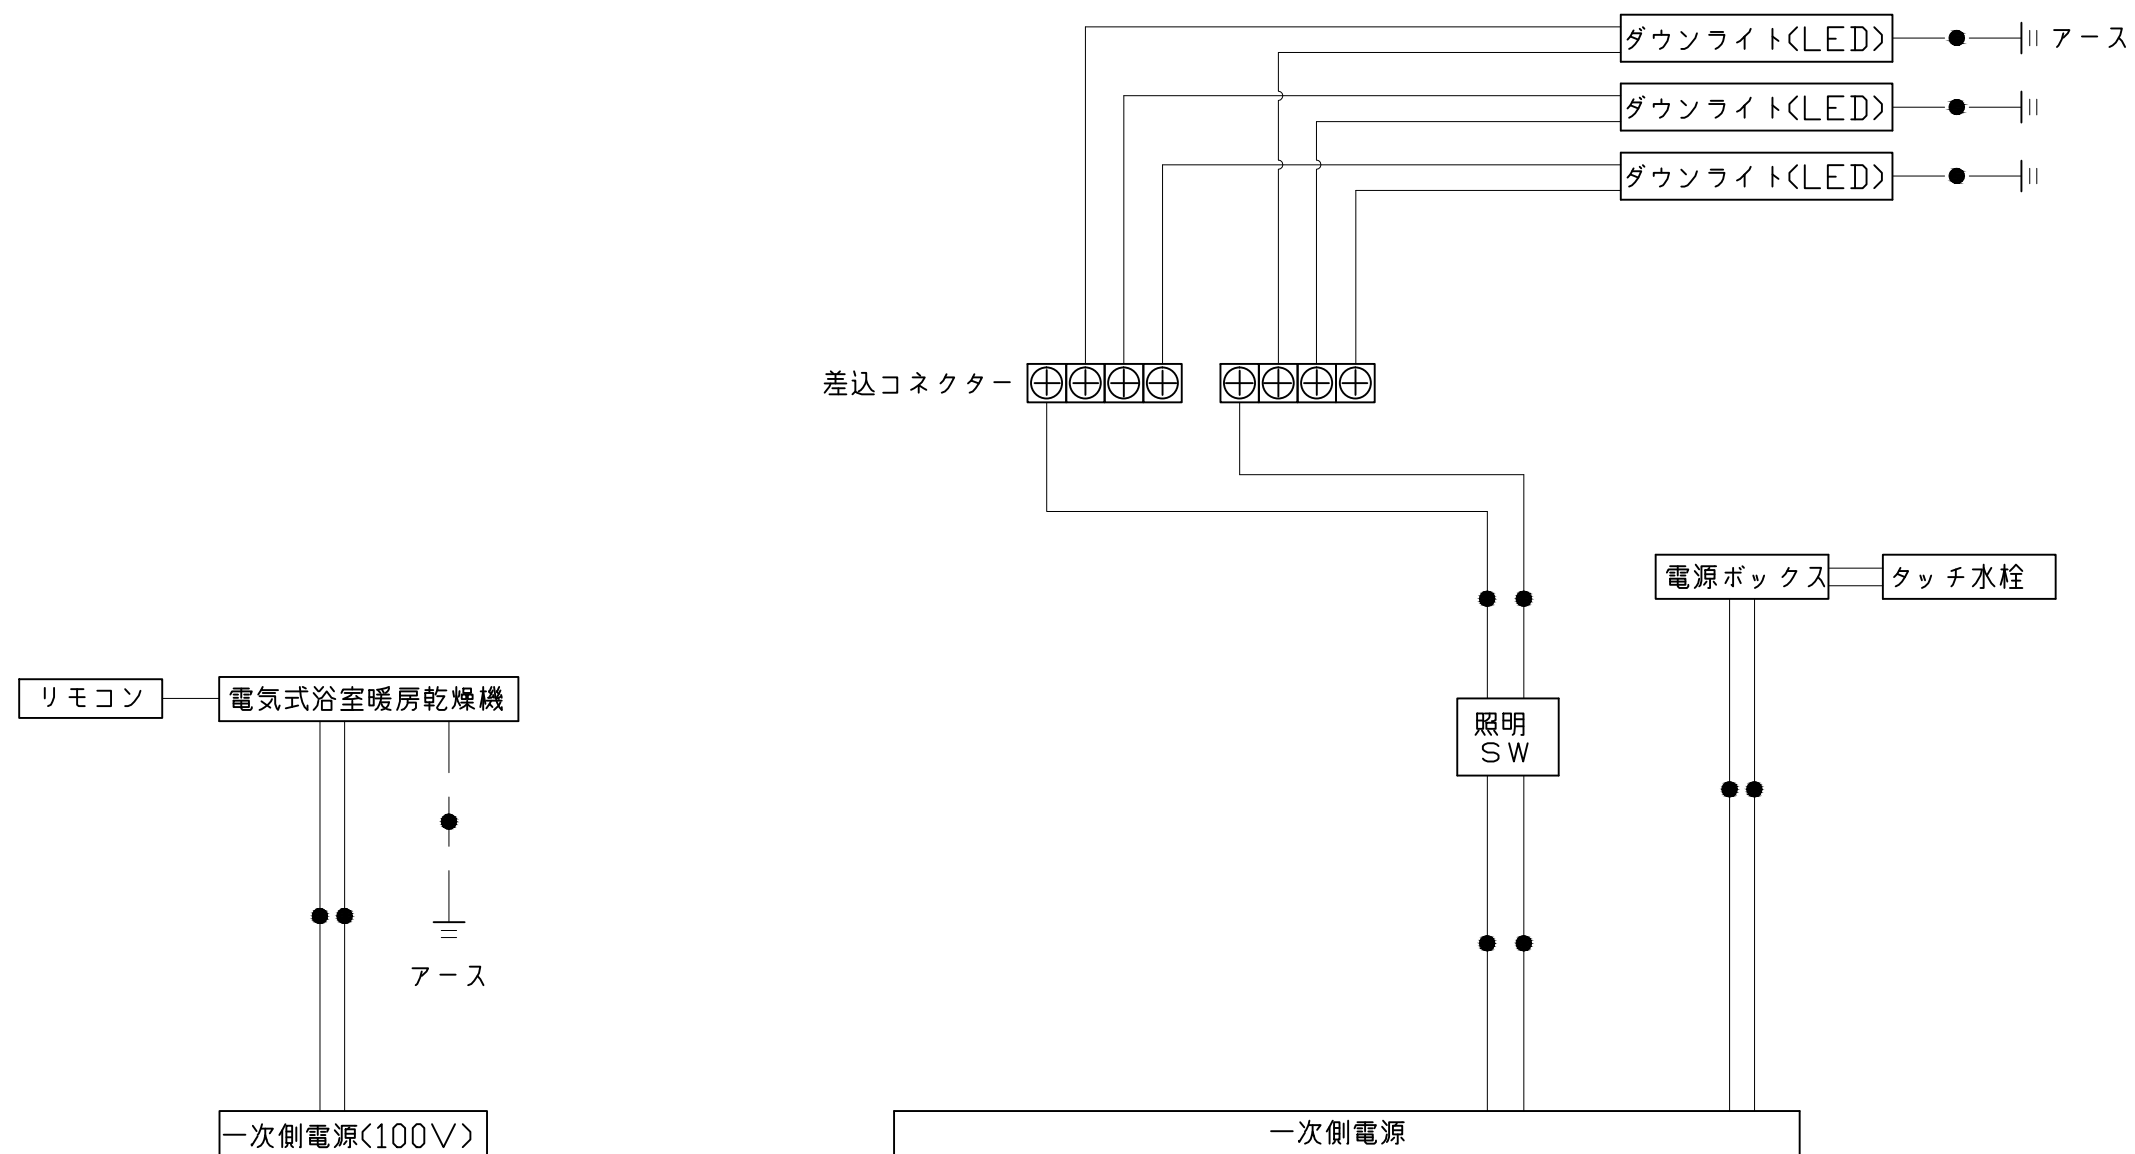 ダウンライト(LED)
アース
ダウンライト(LED)
ダウンライト(LED)
差込コネクター
電源ボックス
タッチ水栓
リモコン
電気式浴室暖房乾燥機
照明
SW
アース
一次側電源(100V)
一次側電源